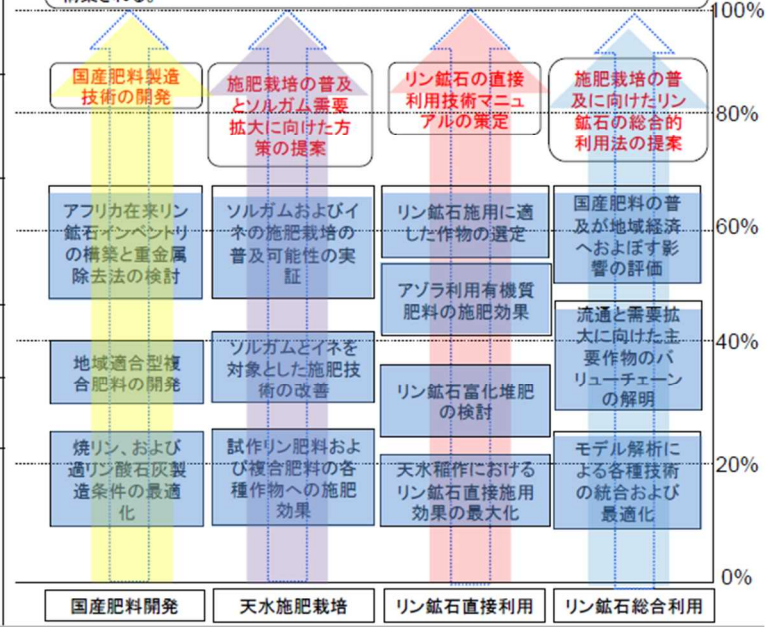 構築される。
100%
国産肥料製造
技術の開発
施肥栽培の普及
とソルガム需要
拡大に向けた方
策の提案
リン鉱石の直接
利用技術マニュ
アルの策定
施肥栽培の普
及に向けたリン
鉱石の総合的
利用法の提案
80%
アフリカ在来リン
鉱石インベントリ
の構築と重金属
除去法の検討
ソルガムおよびイ
ネの施肥栽培の
普及可能性の実
証
リン鉱石施用に適
した作物の選定
国産肥料の普
及が地域経済
へおよぼす影
響の評価
60%
アゾラ利用有機質
肥料の施肥効果
流通と需要拡
大に向けた主
要作物のバ
リューチェーン
の解明
40%
地域適合型複
合肥料の開発
ソルガムとイネを
対象とした施肥技
術の改善
リン鉱石富化堆肥
の検討
焼リン、および
過リン酸石灰製
造条件の最適
化
試作リン肥料およ
び複合肥料の各
種作物への施肥
効果
天水稲作における
リン鉱石直接施用
効果の最大化
モデル解析に
よる各種技術
の統合および
最適化
20%
0%
国産肥料開発
天水施肥栽培
リン鉱石直接利用
リン鉱石総合利用